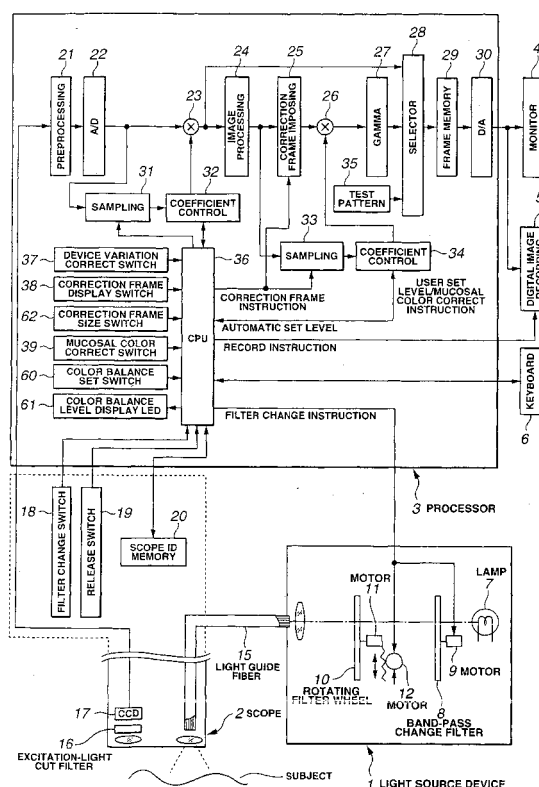 21
22
23
24
25
26
27
28
29
30
PREPROCESSING
A/D
IMAGE
PROCESSING
CORRECTION
FRAME IMPOSING
GAMMA
SELECTOR
FRAME MEMORY
D/A
MONITOR
31
32
SAMPLING
COEFFICIENT
CONTROL
35
TEST
PATTERN
33
SAMPLING
COEFFICIENT
CONTROL
34
36
CPU
37
DEVICE VARIATION
CORRECT SWITCH
38
CORRECTION FRAME
DISPLAY SWITCH
62
CORRECTION FRAME
SIZE SWITCH
39
MUCOSAL COLOR
CORRECT SWITCH
60
COLOR BALANCE
SET SWITCH
61
COLOR BALANCE
LEVEL DISPLAY LED
CORRECTION FRAME
INSTRUCTION
USER SET
LEVEL/MUCOSAL
COLOR CORRECT
INSTRUCTION
AUTOMATIC SET LEVEL
RECORD INSTRUCTION
FILTER CHANGE INSTRUCTION
DIGITAL IMAGE
KEYBOARD
6
3 PROCESSOR
18
FILTER CHANGE SWITCH
19
RELEASE SWITCH
20
SCOPE ID
MEMORY
MOTOR
11
LAMP
7
15
LIGHT GUIDE
FIBER
10
ROTATING
FILTER WHEEL
12
MOTOR
9 MOTOR
8
BAND-PASS
CHANGE FILTER
17
CCD
16
EXCITATION-LIGHT
CUT FILTER
2 SCOPE
SUBJECT
1 LIGHT SOURCE DEVICE